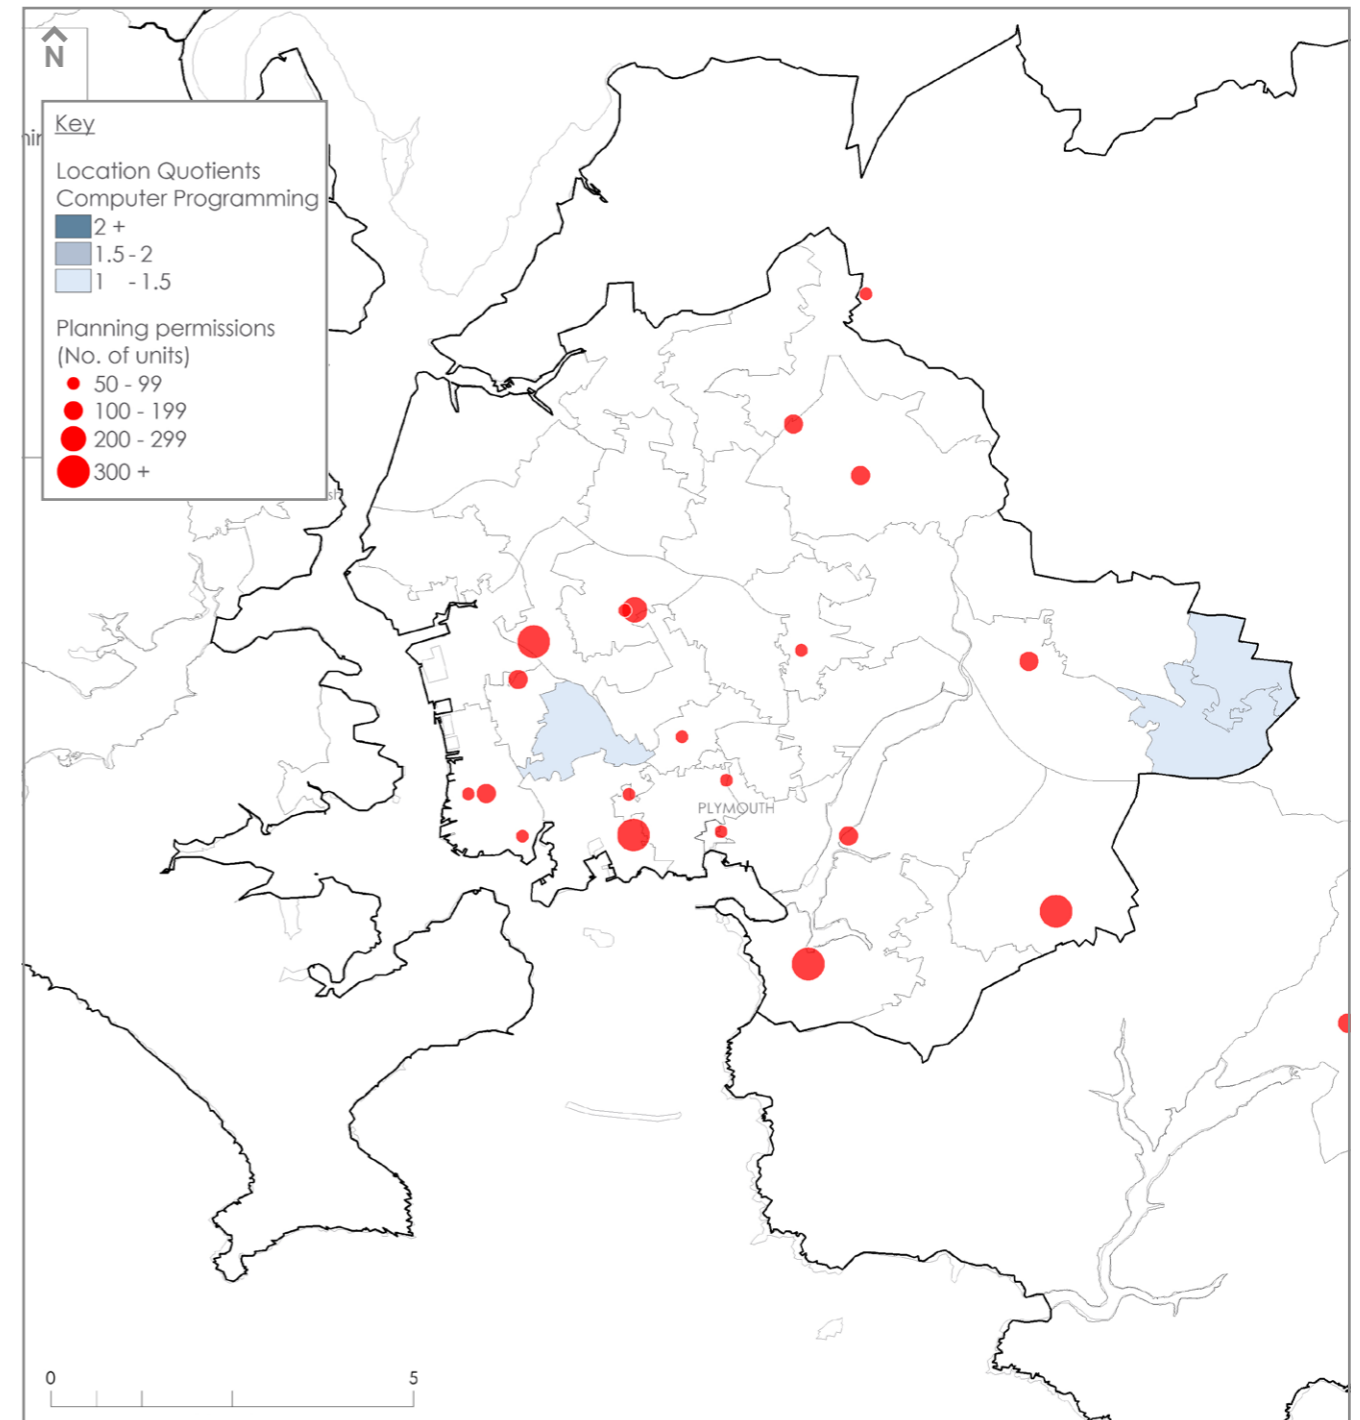 N
Key
Location Quotients
Computer Programming
2 +
1.5 - 2
1 - 1.5
Planning permissions
(No. of units)
50 - 99
100 - 199
200 - 299
300 +
PLYMOUTH
0 5